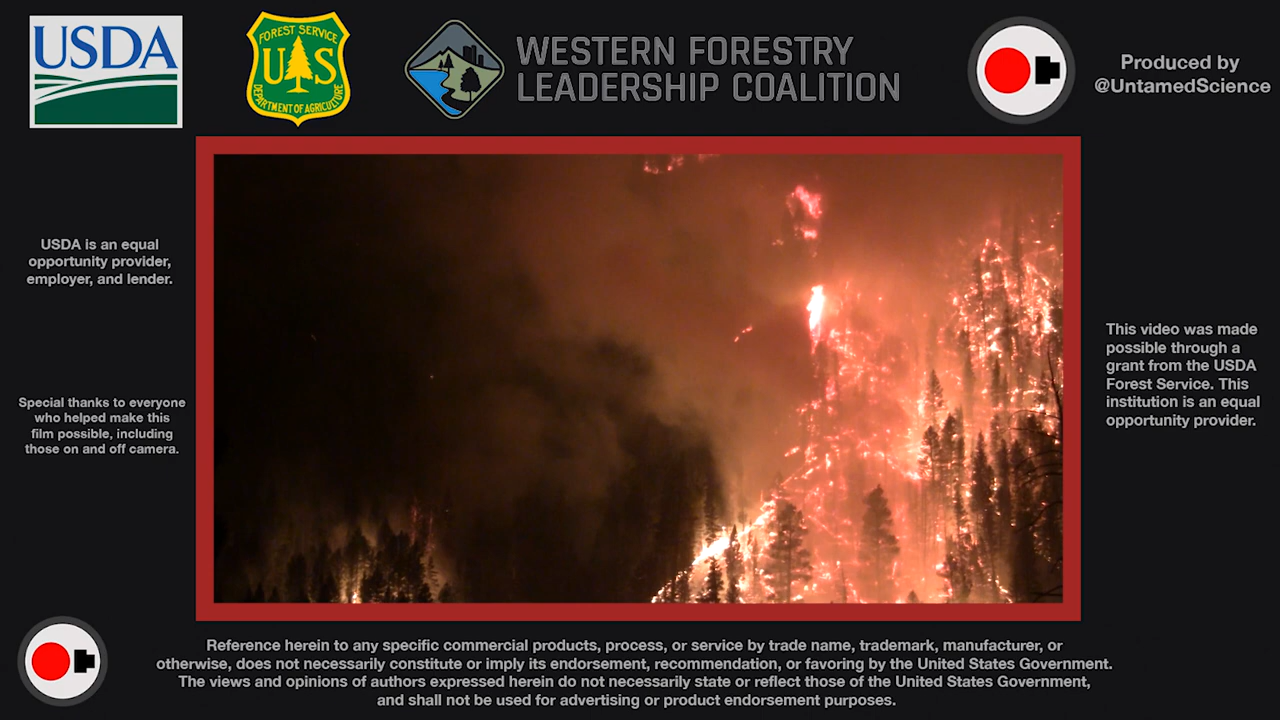 USDA
FOREST SERVICE
U S
DEPARTMENT OF AGRICULTURE
WESTERN FORESTRY
LEADERSHIP COALITION
Produced by
@UntamedScience
USDA is an equal
opportunity provider,
employer, and lender.
Special thanks to everyone
who helped make this
film possible, including
those on and off camera.
This video was made
possible through a
grant from the USDA
Forest Service. This
institution is an equal
opportunity provider.
Reference herein to any specific commercial products, process, or service by trade name, trademark, manufacturer, or
otherwise, does not necessarily constitute or imply its endorsement, recommendation, or favoring by the United States Government.
The views and opinions of authors expressed herein do not necessarily state or reflect those of the United States Government,
and shall not be used for advertising or product endorsement purposes.